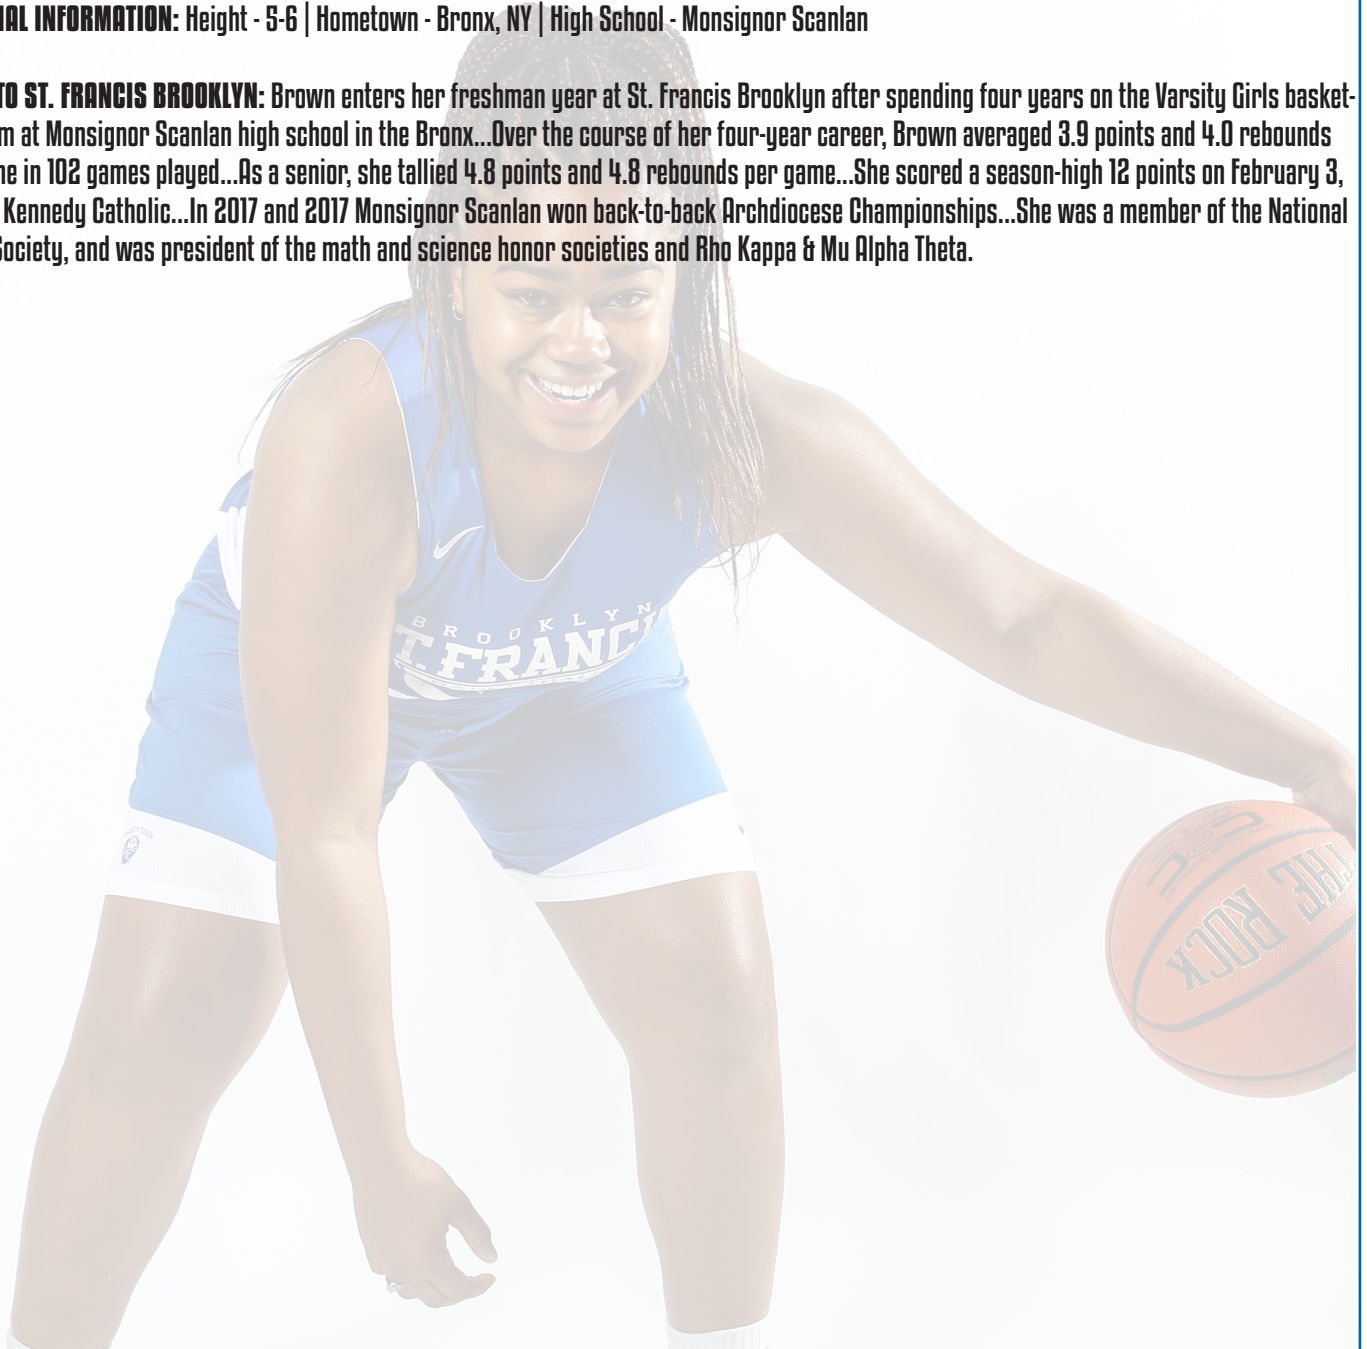 AL INFORMATION: Height - 5-6 | Hometown - Bronx, NY | High School - Monsignor Scanlan
TO ST. FRANCIS BROOKLYN: Brown enters her freshman year at St. Francis Brooklyn after spending four years on the Varsity Girls basket-
m at Monsignor Scanlan high school in the Bronx...Over the course of her four-year career, Brown averaged 3.9 points and 4.0 rebounds
ne in 102 games played...As a senior, she tallied 4.8 points and 4.8 rebounds per game...She scored a season-high 12 points on February 3,
Kennedy Catholic...In 2017 and 2017 Monsignor Scanlan won back-to-back Archdiocese Championships...She was a member of the National
Society, and was president of the math and science honor societies and Rho Kappa & Mu Alpha Theta.
BROOKLYN
T. FRANCI
THE
ROCK